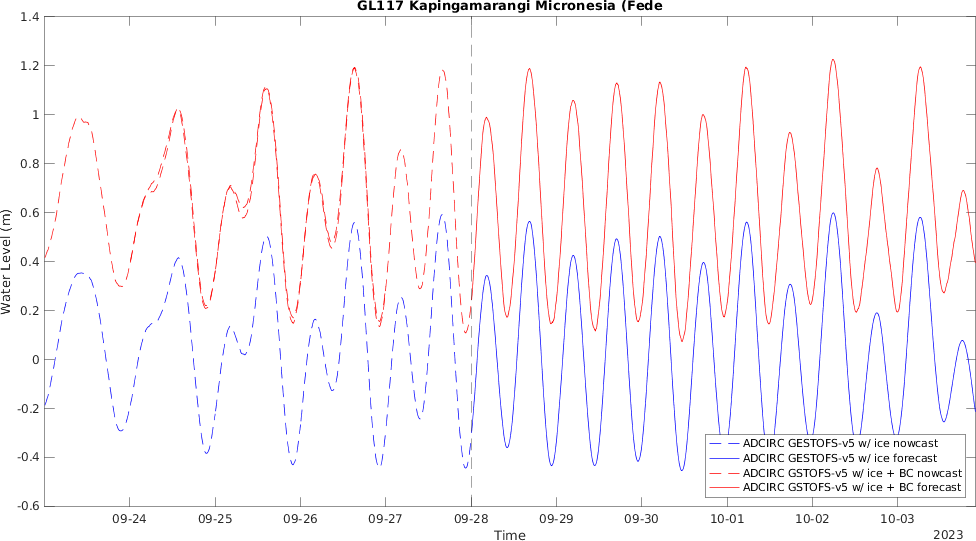 GL117 Kapingamarangi Micronesia (Fede
1.4
1.2
1
0.8
0.6
0.4
0.2
0
-0.2
-0.4
-0.6
Water Level (m)
ADCIRC GESTOFS-v5 w/ ice nowcast
ADCIRC GESTOFS-v5 w/ ice forecast
ADCIRC GSTOFS-v5 w/ ice + BC nowcast
ADCIRC GSTOFS-v5 w/ ice + BC forecast
09-24 09-25 09-26 09-27 09-28 09-29 09-30 10-01 10-02 10-03
Time
2023